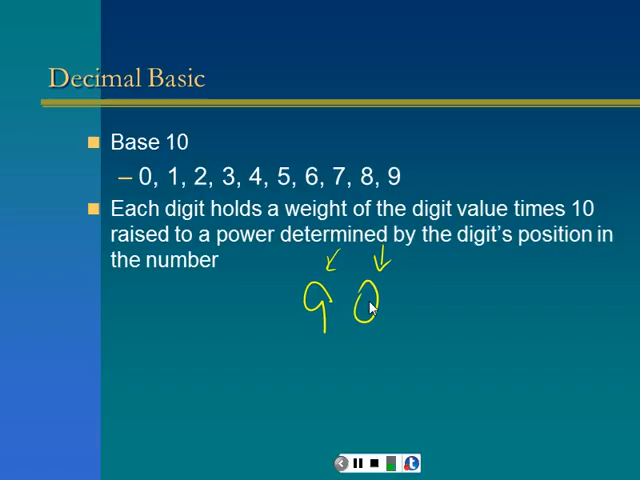 Decimal Basic
Base 10
– 0, 1, 2, 3, 4, 5, 6, 7, 8, 9
Each digit holds a weight of the digit value times 10
raised to a power determined by the digit's position in
the number
9 0